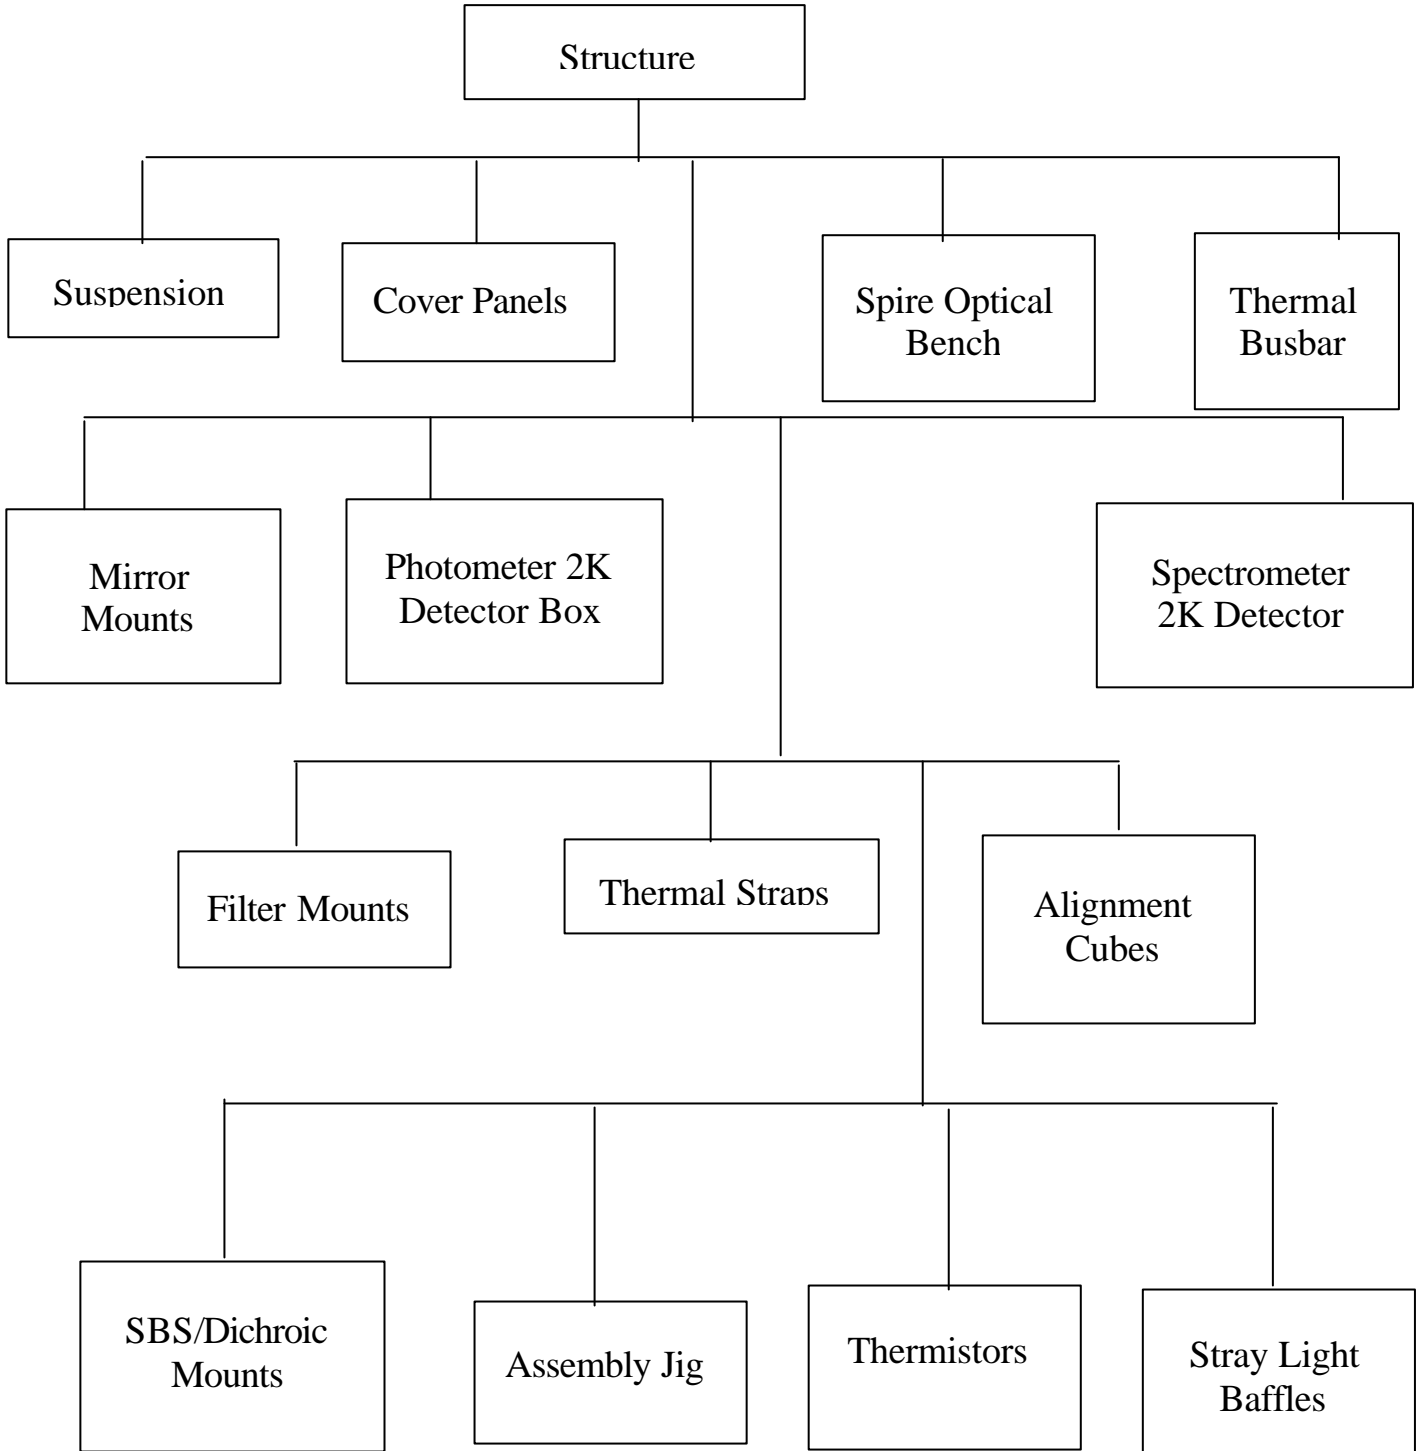 Structure
Suspension
Cover Panels
Spire Optical
Bench
Thermal
Busbar
Mirror
Mounts
Photometer 2K
Detector Box
Spectrometer
2K Detector
Filter Mounts
Thermal Straps
Alignment
Cubes
SBS/Dichroic
Mounts
Assembly Jig
Thermistors
Stray Light
Baffles